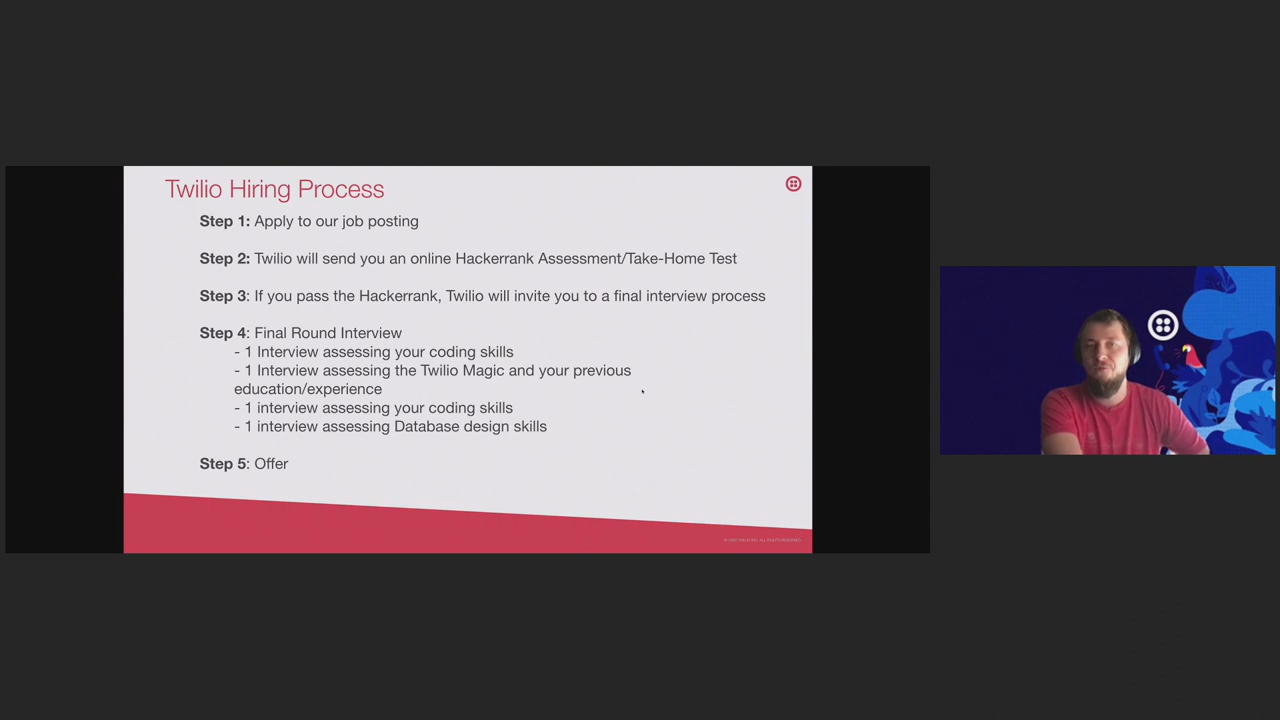 Twilio Hiring Process
Step 1: Apply to our job posting
Step 2: Twilio will send you an online Hackerrank Assessment/Take-Home Test
Step 3: If you pass the Hackerrank, Twilio will invite you to a final interview process
Step 4: Final Round Interview
- 1 Interview assessing your coding skills
- 1 Interview assessing the Twilio Magic and your previous
education/experience
- 1 interview assessing your coding skills
- 1 interview assessing Database design skills
Step 5: Offer